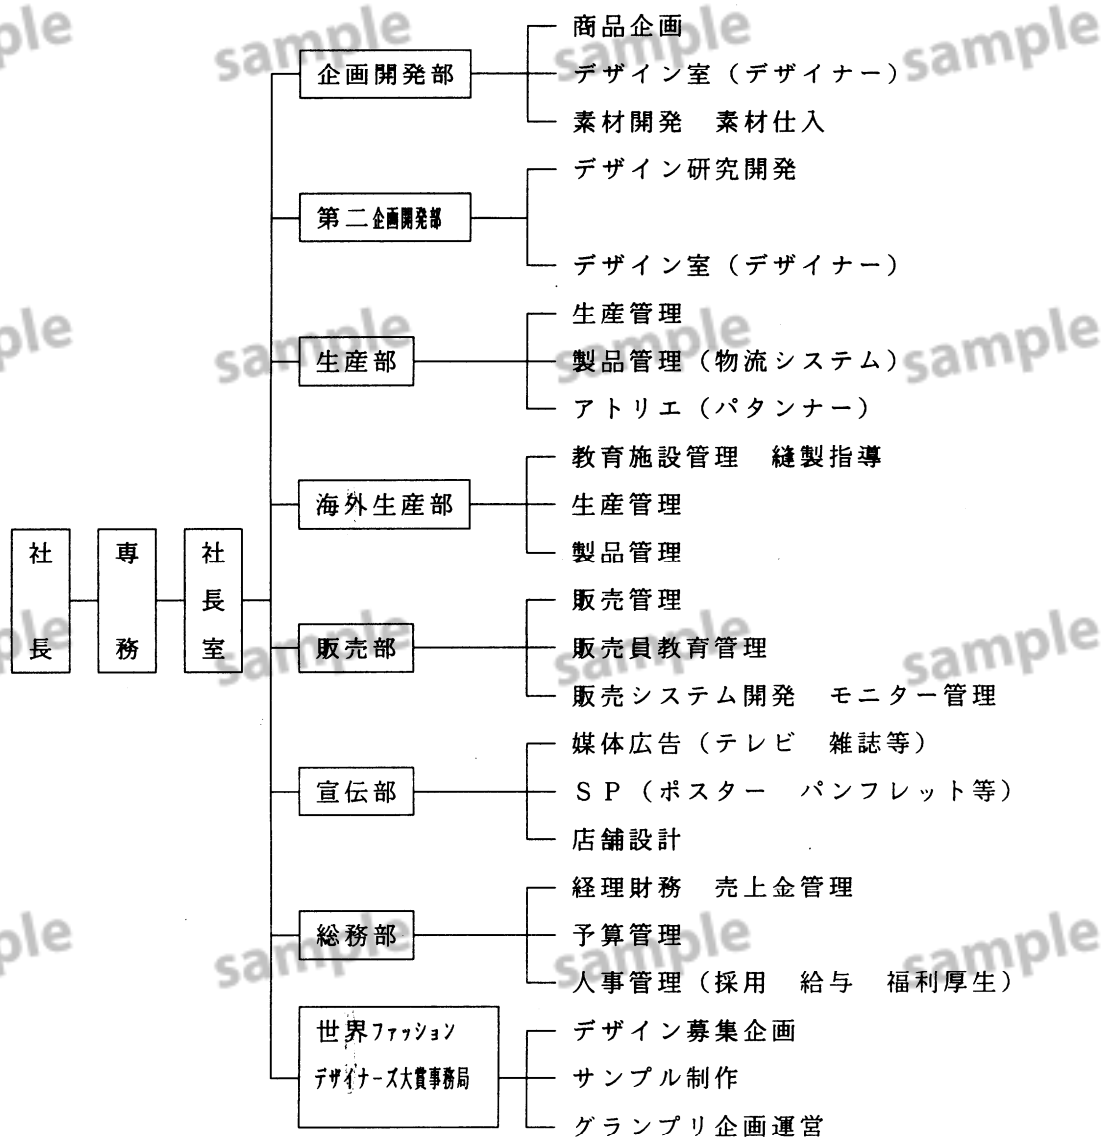 商品企画
企画開発部
デザイン室（デザイナー）
素材開発　素材仕入
デザイン研究開発
第二企画開発部
デザイン室（デザイナー）
生産管理
生産部
製品管理（物流システム）
アトリエ（パタンナー）
教育施設管理　縫製指導
海外生産部
生産管理
製品管理
社長
専務
社長室
販売管理
販売部
販売員教育管理
販売システム開発　モニター管理
媒体広告（テレビ　雑誌等）
宣伝部
ＳＰ（ポスター　パンフレット等）
店舗設計
経理財務　売上金管理
総務部
予算管理
人事管理（採用　給与　福利厚生）
世界ファッション
デザイナーズ大賞事務局
デザイン募集企画
サンプル制作
グランプリ企画運営
sample
sample
sample
sample
sample
sample
sample
sample
sample
sample
sample
sample
ple
ple
ple
ple